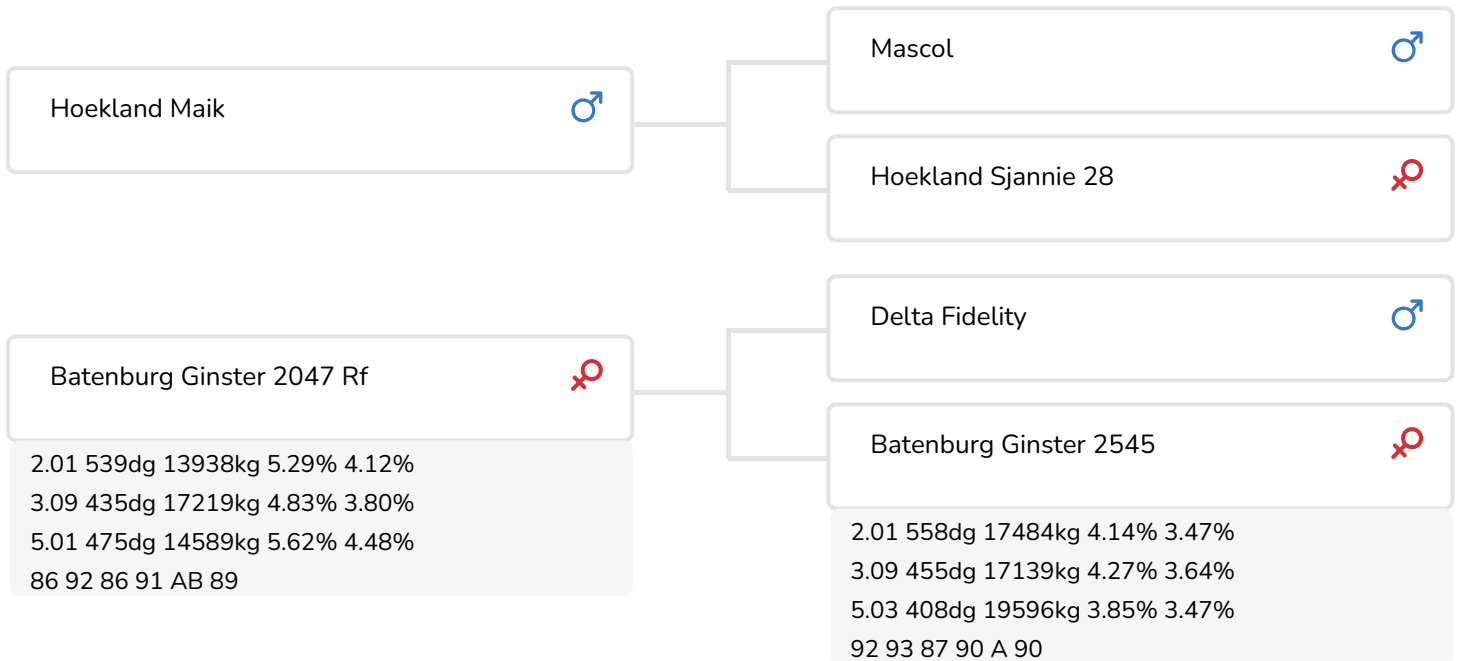 Mascol
Hoekland Maik
Hoekland Sjannie 28
Delta Fidelity
Batenburg Ginster 2047 Rf
2.01 539dg 13938kg 5.29% 4.12%
3.09 435dg 17219kg 4.83% 3.80%
5.01 475dg 14589kg 5.62% 4.48%
86 92 86 91 AB 89
Batenburg Ginster 2545
2.01 558dg 17484kg 4.14% 3.47%
3.09 455dg 17139kg 4.27% 3.64%
5.03 408dg 19596kg 3.85% 3.47%
92 93 87 90 A 90